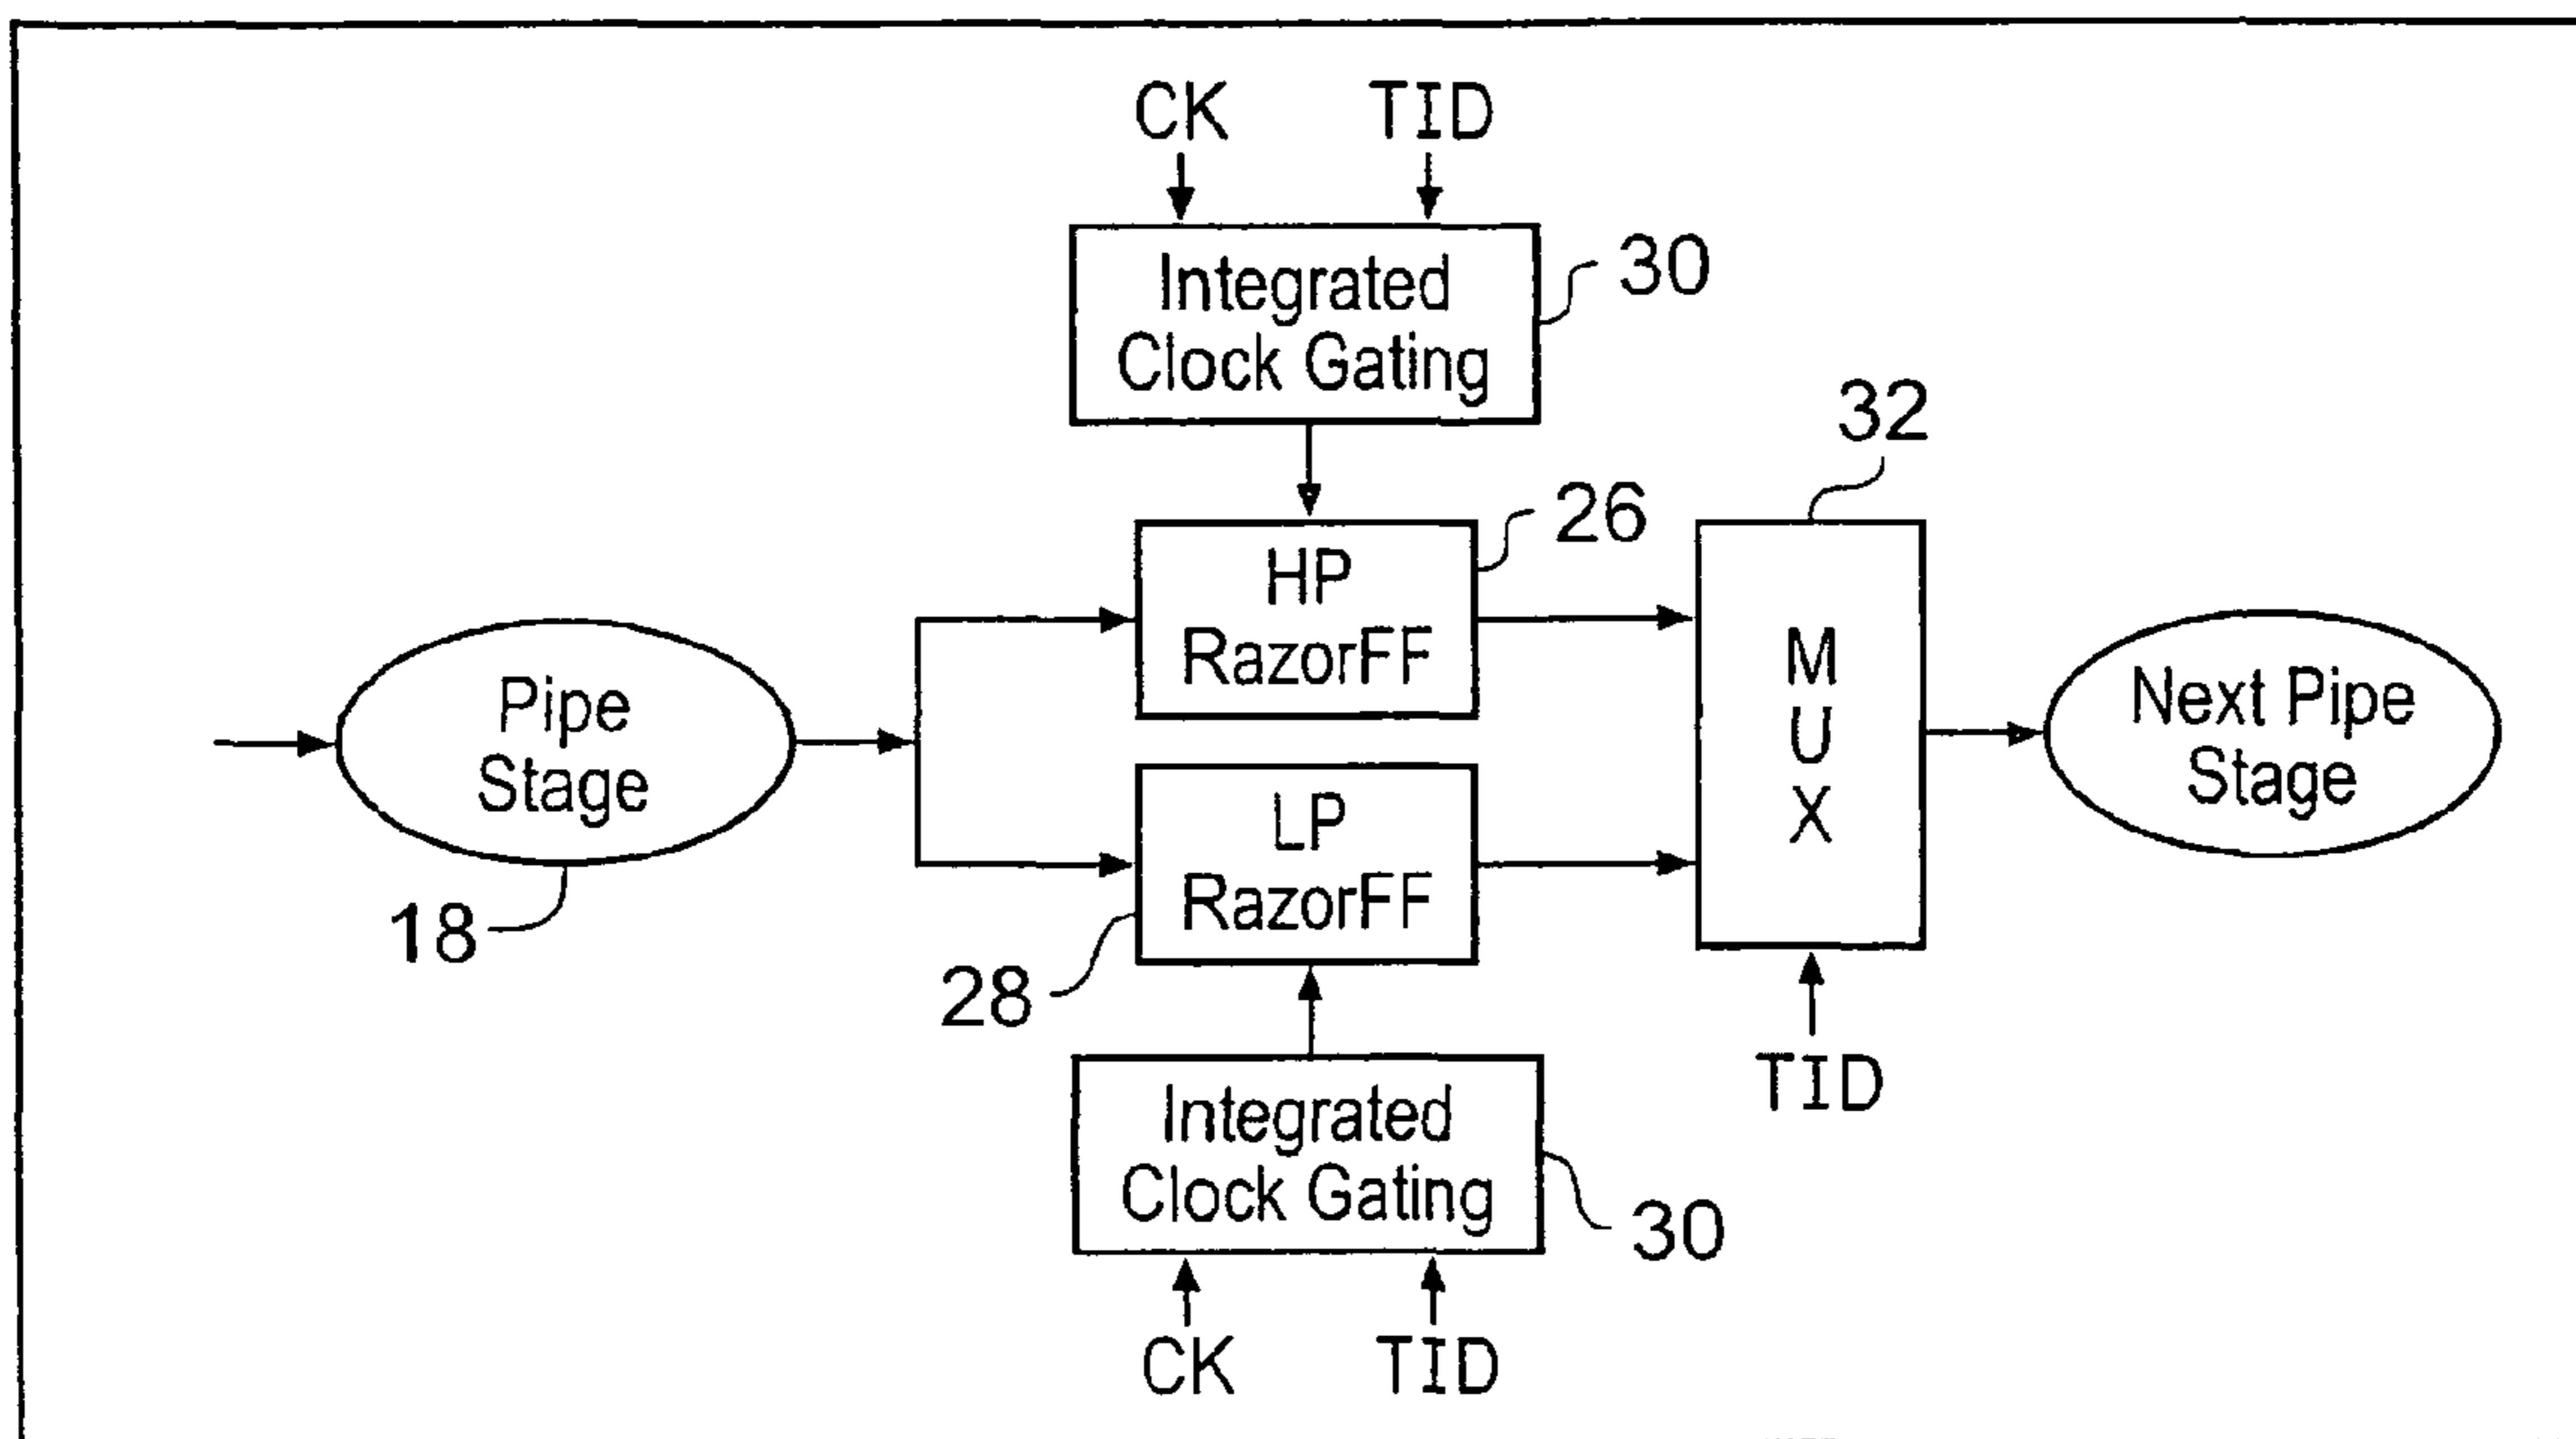 CK TID
Integrated
Clock Gating
30
32
HP
RazorFF
26
Pipe
Stage
18
LP
RazorFF
28
M
U
X
Next Pipe
Stage
TID
Integrated
Clock Gating
30
CK TID